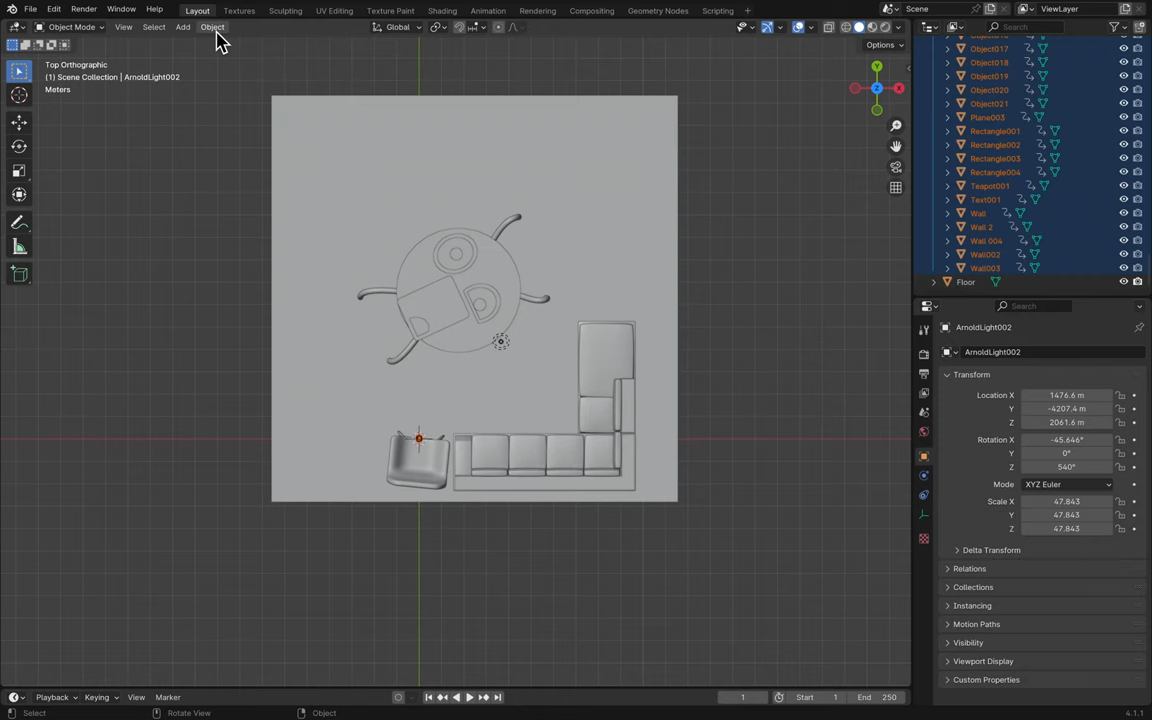 File Edit Render Window Help Layout Textures UV Editing Texture Paint Shading Animation Rendering Compositing Geometry Nodes Scripting Scene ViewLayer
Object Mode View Select Add Object Global Search
Options
Top Orthographic
(1) Scene Collection | ArnoldLight002
Meters
Y
Z
X
Object017
Object018
Object019
Object020
Object021
Plane003
Rectangle001
Rectangle002
Rectangle003
Rectangle004
Teapot001
Text001
Wall
Wall 2
Wall 004
Wall002
Wall003
Floor
Search
ArnoldLight002
ArnoldLight002
Transform
Location X 1476.6 m
Y -4207.4 m
Z 2061.6 m
Rotation X -45.646°
Y 0°
Z 540°
Mode XYZ Euler
Scale X 47.843
Y 47.843
Z 47.843
Delta Transform
Relations
Collections
Instancing
Motion Paths
Visibility
Viewport Display
Custom Properties
Playback Keying View Marker 1 Start 1 End 250
Select Rotate View Object 4.1.1